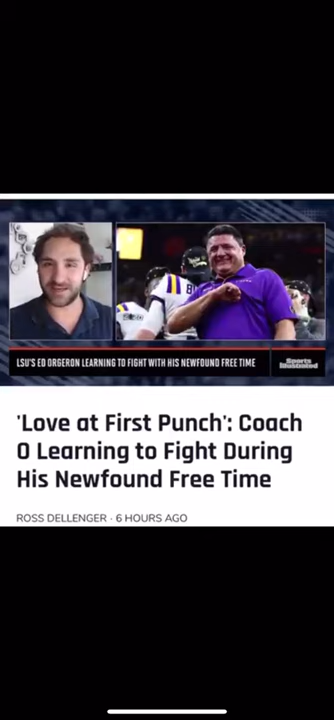 LSU'S ED ORGERON LEARNING TO FIGHT WITH HIS NEWFOUND FREE TIME
Sports
Illustrated
'Love at First Punch': Coach
O Learning to Fight During
His Newfound Free Time
ROSS DELLENGER · 6 HOURS AGO